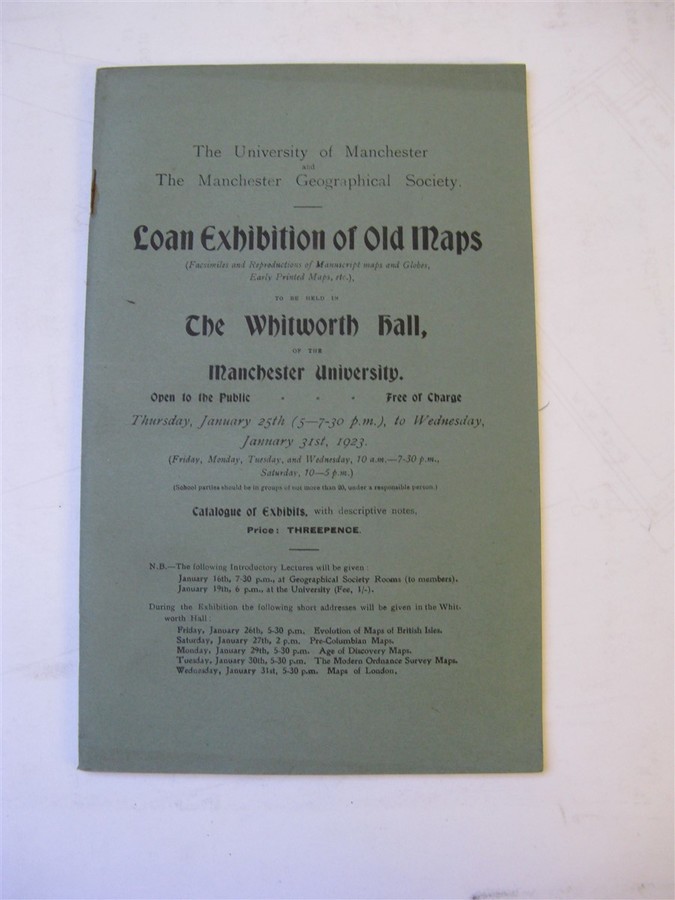 The University of Manchester
and
The Manchester Geographical Society.
Loan Exhibition of Old Maps
(Facsimiles and Reproductions of Manuscript maps and Globes,
Early Printed Maps, etc.),
TO BE HELD IN
The Whitworth Hall,
OF THE
Manchester University.
Open to the Public · · · Free of Charge
Thursday, January 25th (5—7-30 p.m.), to Wednesday,
January 31st, 1923.
(Friday, Monday, Tuesday, and Wednesday, 10 a.m.—7-30 p.m.,
Saturday, 10—5 p.m.)
(School parties should be in groups of not more than 20, under a responsible person.)
Catalogue of Exhibits, with descriptive notes,
Price: THREEPENCE.
N.B.—The following Introductory Lectures will be given:
January 16th, 7-30 p.m., at Geographical Society Rooms (to members).
January 19th, 6 p.m., at the University (Fee, 1/-).
During the Exhibition the following short addresses will be given in the Whit-
worth Hall:
Friday, January 26th, 5-30 p.m. Evolution of Maps of British Isles.
Saturday, January 27th, 2 p.m. Pre-Columbian Maps.
Monday, January 29th, 5-30 p.m. Age of Discovery Maps.
Tuesday, January 30th, 5-30 p.m. The Modern Ordnance Survey Maps.
Wednesday, January 31st, 5-30 p.m. Maps of London.